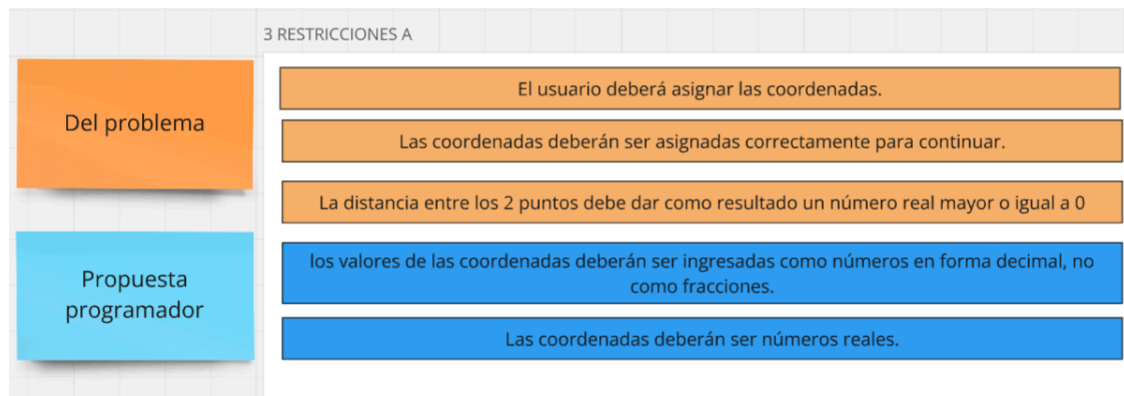 3 RESTRICCIONES A
Del problema
El usuario deberá asignar las coordenadas.
Las coordenadas deberán ser asignadas correctamente para continuar.
La distancia entre los 2 puntos debe dar como resultado un número real mayor o igual a 0
Propuesta
programador
los valores de las coordenadas deberán ser ingresadas como números en forma decimal, no
como fracciones.
Las coordenadas deberán ser números reales.